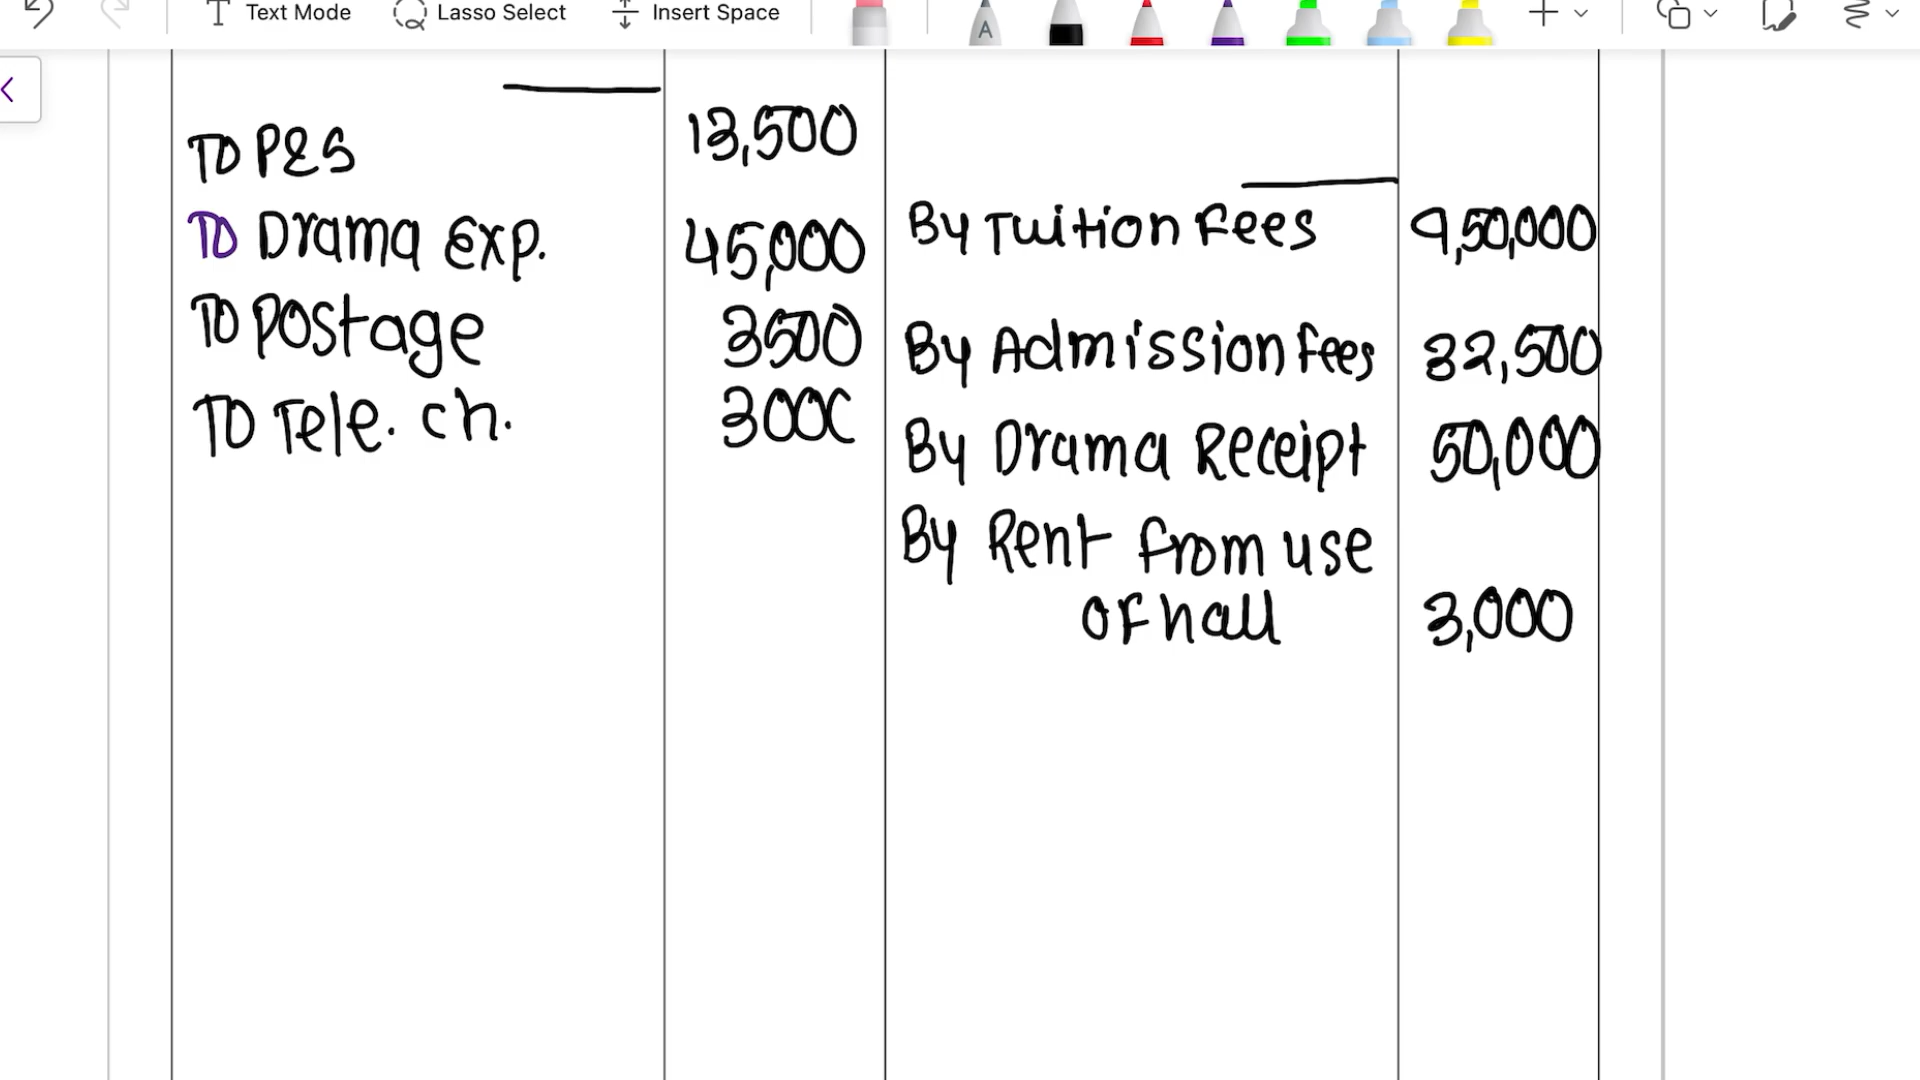 Text Mode Lasso Select Insert Space
A
To P&S 13,500
To Drama Exp. 45,000 By Tuition Fees 9,50,000
To Postage 3500 By Admission Fees 32,500
To Tele. ch. 3000 By Drama Receipt 50,000
By Rent from use
of hall 3,000